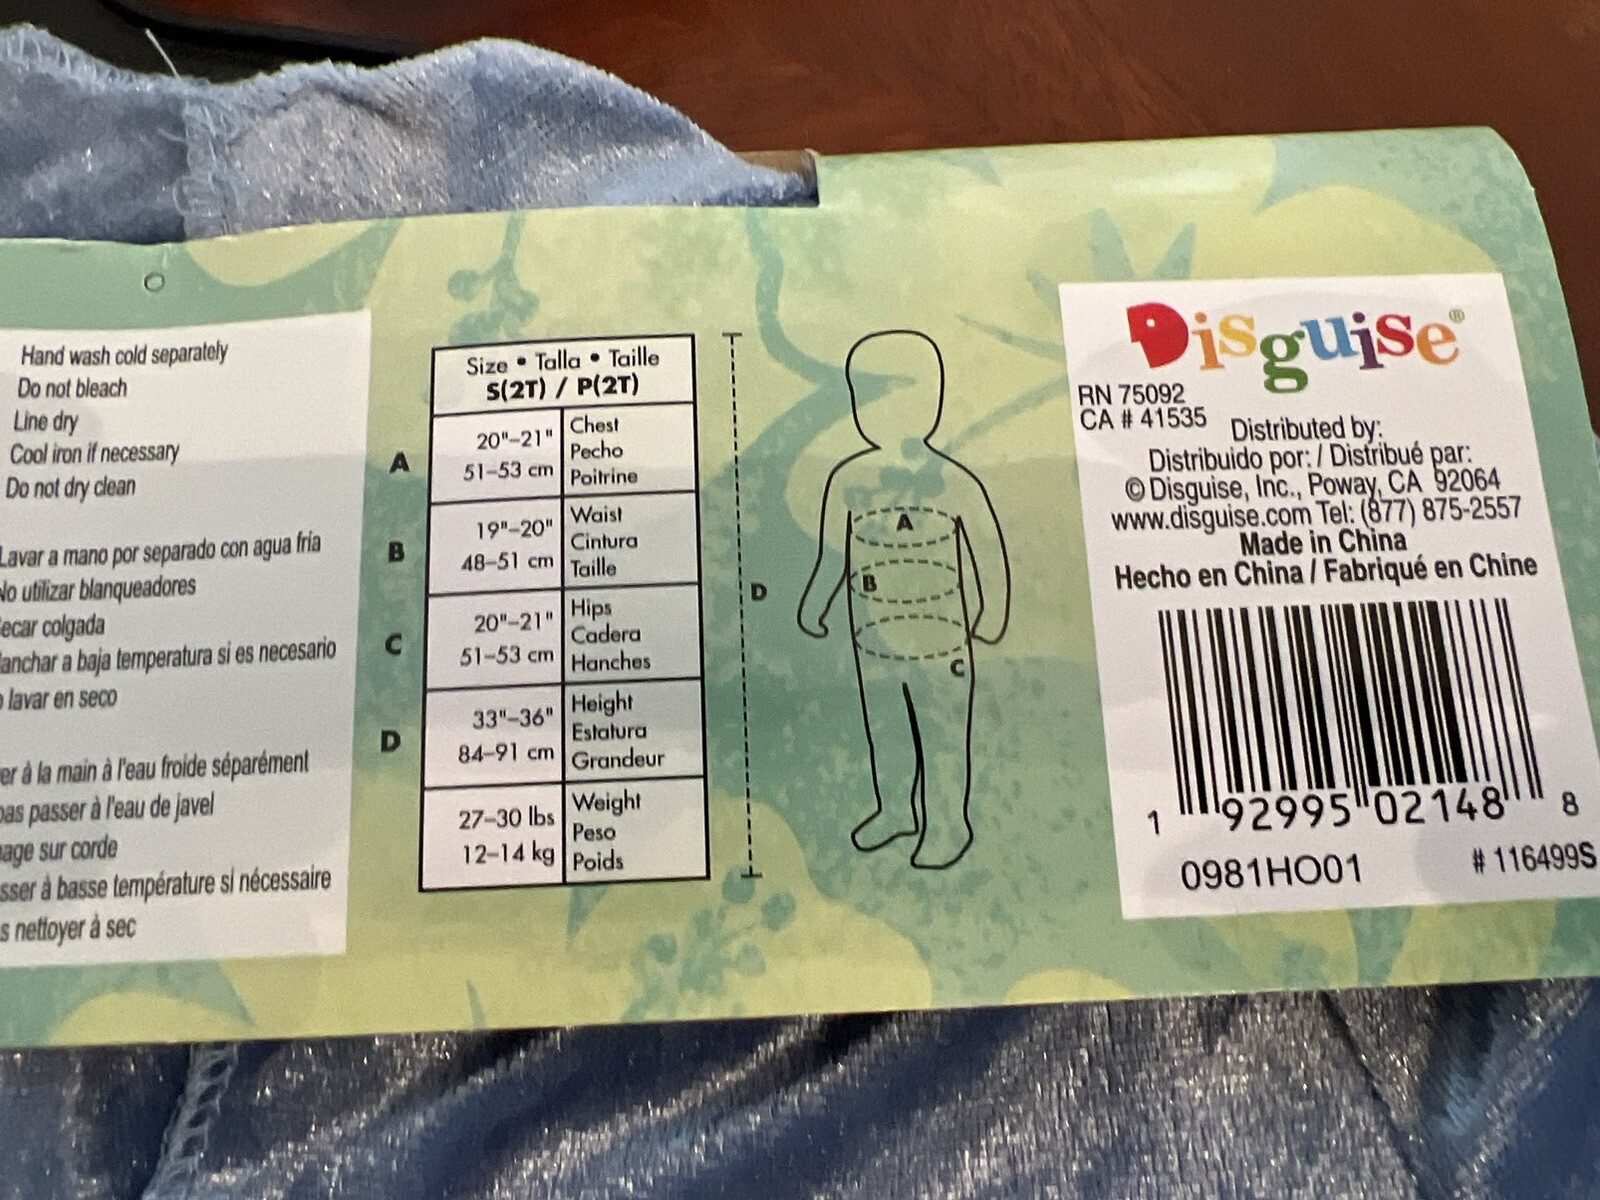 Hand wash cold separately
Do not bleach
Line dry
Cool iron if necessary
Do not dry clean
Lavar a mano por separado con agua fria
No utilizar blanqueadores
ecar colgada
lanchar a baja temperatura si es necesario
lavar en seco
er à la main à l'eau froide séparément
pas passer à l'eau de javel
hage sur corde
sser à basse température si nécessaire
s nettoyer à sec
Size • Talla • Taille
S(2T) / P(2T)
A
20"–21"
51–53 cm
Chest
Pecho
Poitrine
B
19"–20"
48–51 cm
Waist
Cintura
Taille
C
20"–21"
51–53 cm
Hips
Cadera
Hanches
D
33"–36"
84–91 cm
Height
Estatura
Grandeur
27–30 lbs
12–14 kg
Weight
Peso
Poids
D
A
B
C
Disguise®
RN 75092
CA # 41535
Distributed by:
Distribuido por: / Distribué par:
© Disguise, Inc., Poway, CA 92064
www.disguise.com Tel: (877) 875-2557
Made in China
Hecho en China / Fabriqué en Chine
1 92995 02148 8
0981HO01 # 116499S